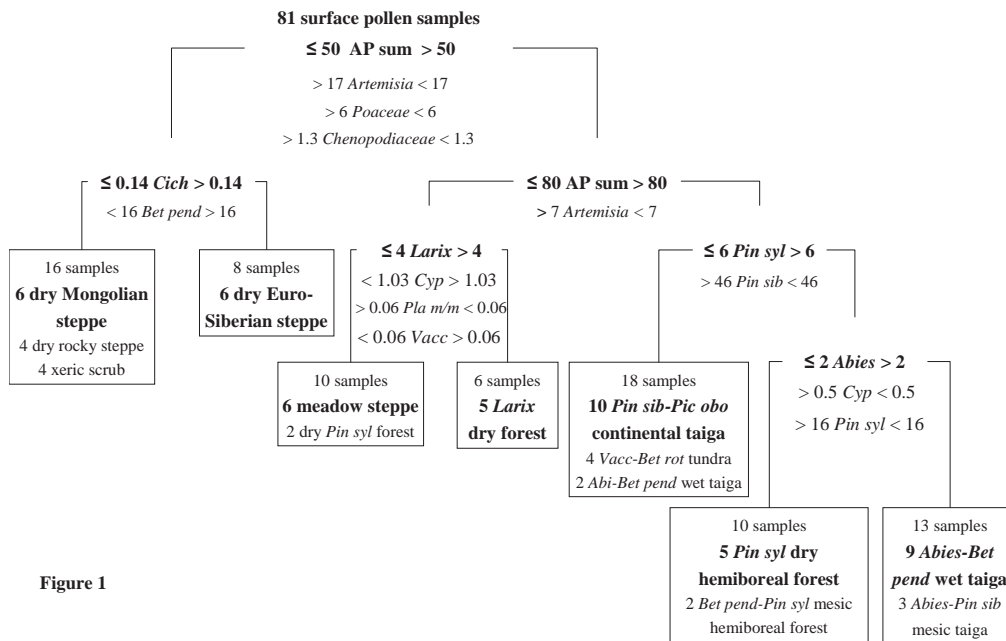 81 surface pollen samples
≤ 50 AP sum > 50
> 17 Artemisia < 17
> 6 Poaceae < 6
> 1.3 Chenopodiaceae < 1.3
≤ 0.14 Cich > 0.14
< 16 Bet pend > 16
≤ 80 AP sum > 80
> 7 Artemisia < 7
16 samples
6 dry Mongolian
steppe
4 dry rocky steppe
4 xeric scrub
8 samples
6 dry Euro-
Siberian steppe
≤ 4 Larix > 4
< 1.03 Cyp > 1.03
> 0.06 Pla m/m < 0.06
< 0.06 Vacc > 0.06
≤ 6 Pin syl > 6
> 46 Pin sib < 46
10 samples
6 meadow steppe
2 dry Pin syl forest
6 samples
5 Larix
dry forest
18 samples
10 Pin sib-Pic obo
continental taiga
4 Vacc-Bet rot tundra
2 Abi-Bet pend wet taiga
≤ 2 Abies > 2
> 0.5 Cyp < 0.5
> 16 Pin syl < 16
10 samples
5 Pin syl dry
hemiboreal forest
2 Bet pend-Pin syl mesic
hemiboreal forest
13 samples
9 Abies-Bet
pend wet taiga
3 Abies-Pin sib
mesic taiga
Figure 1